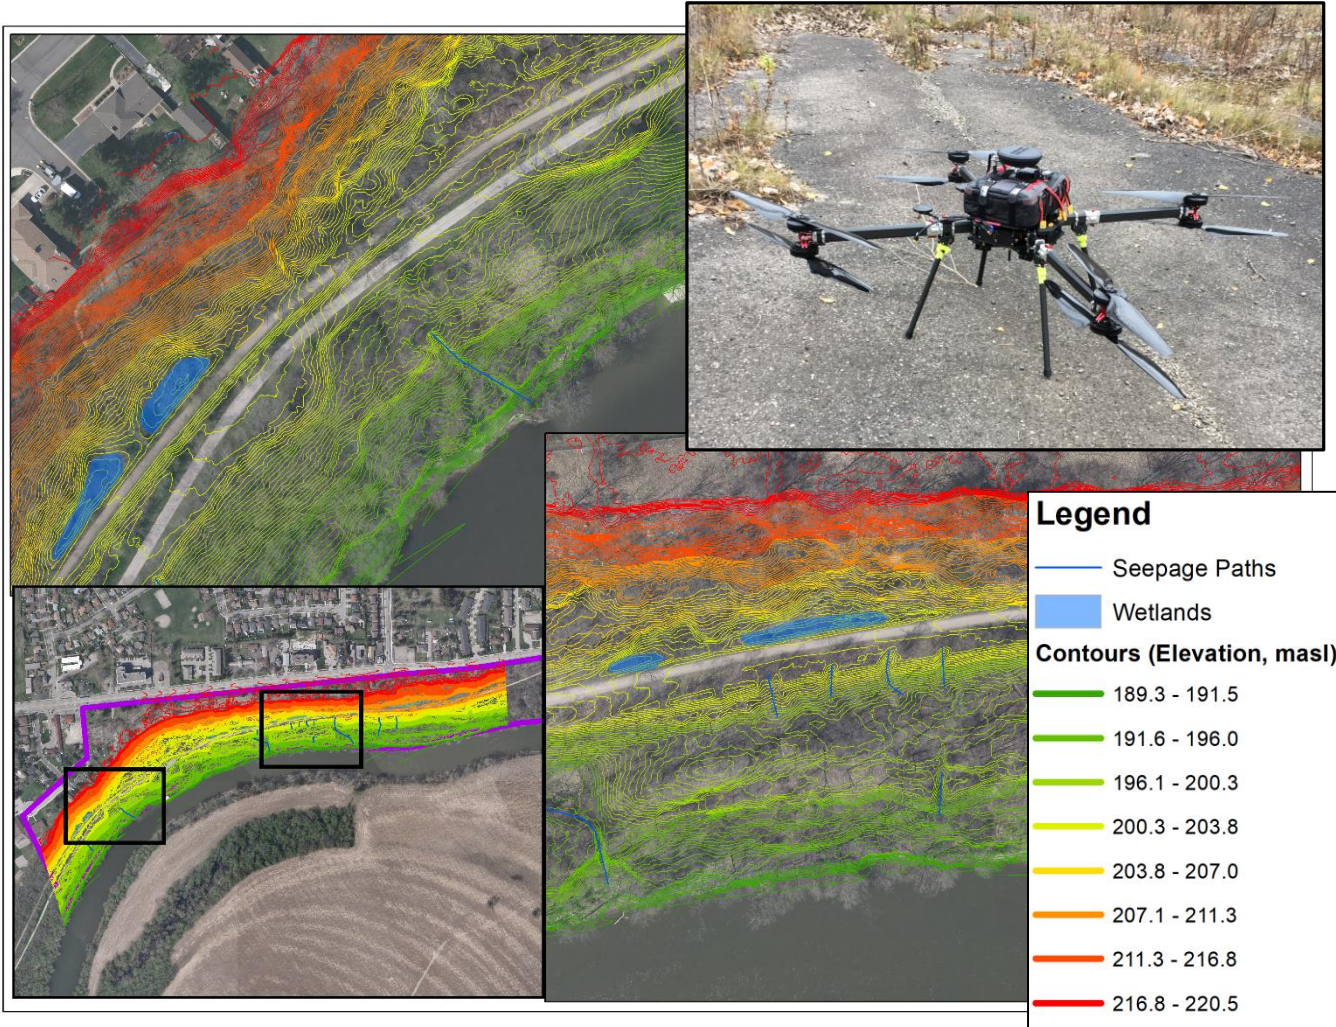 Legend
Seepage Paths
Wetlands
Contours (Elevation, masl)
189.3 - 191.5
191.6 - 196.0
196.1 - 200.3
200.3 - 203.8
203.8 - 207.0
207.1 - 211.3
211.3 - 216.8
216.8 - 220.5